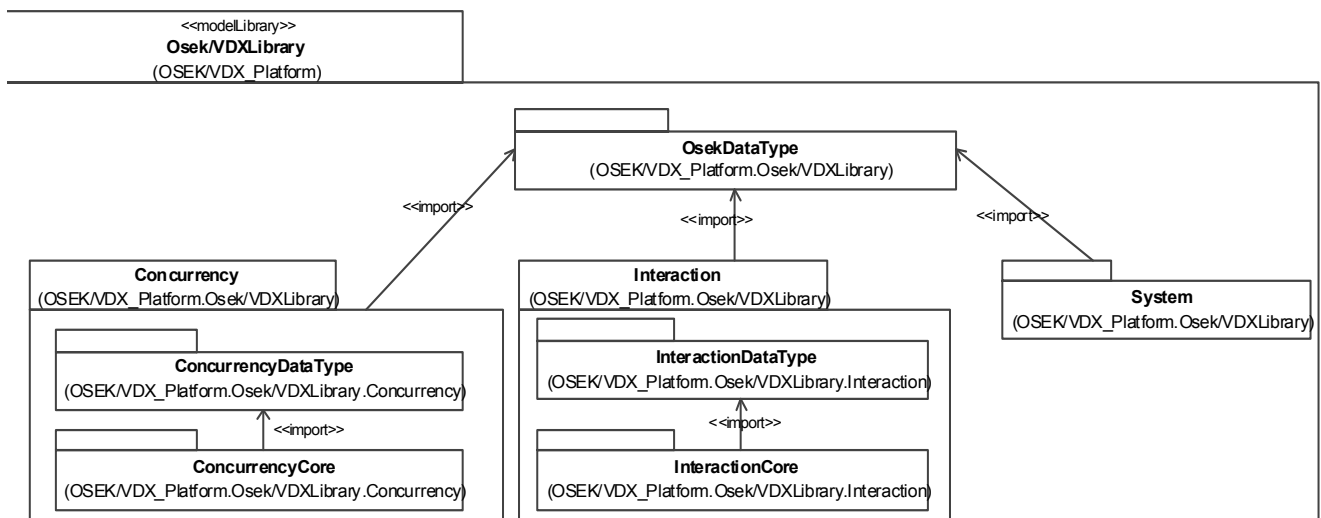 <<modelLibrary>>
Osek/VDXLibrary
(OSEK/VDX_Platform)
OsekDataType
(OSEK/VDX_Platform.Osek/VDXLibrary)
<<import>>
<<import>>
<<import>>
Concurrency
(OSEK/VDX_Platform.Osek/VDXLibrary)
Interaction
(OSEK/VDX_Platform.Osek/VDXLibrary)
System
(OSEK/VDX_Platform.Osek/VDXLibrary)
ConcurrencyDataType
(OSEK/VDX_Platform.Osek/VDXLibrary.Concurrency)
InteractionDataType
(OSEK/VDX_Platform.Osek/VDXLibrary.Interaction)
<<import>>
<<import>>
ConcurrencyCore
(OSEK/VDX_Platform.Osek/VDXLibrary.Concurrency)
InteractionCore
(OSEK/VDX_Platform.Osek/VDXLibrary.Interaction)